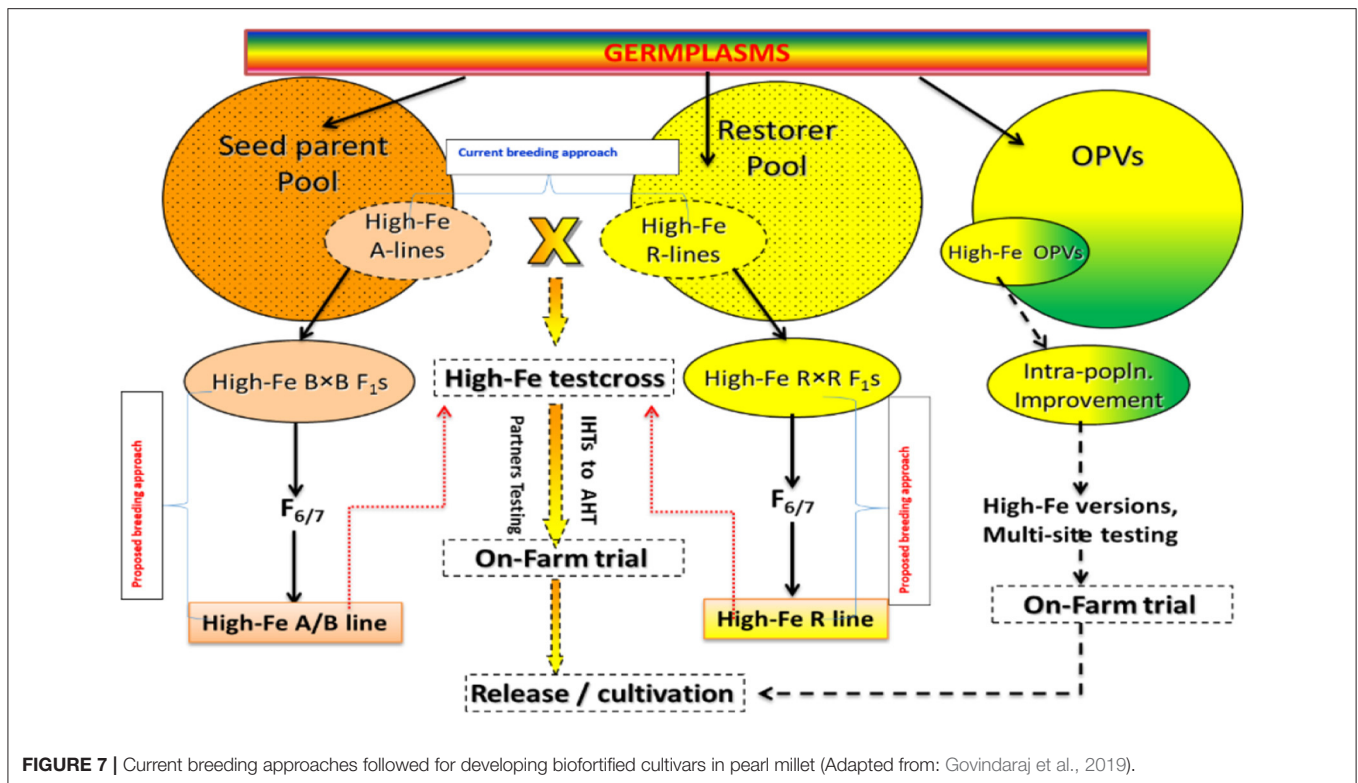 GERMPLASMS
Seed parent
Pool
Current breeding approach
Restorer
Pool
OPVs
High-Fe
A-lines
X
High-Fe
R-lines
High-Fe OPVs
High-Fe B×B F₁s
High-Fe testcross
High-Fe R×R F₁s
Intra-popln.
Improvement
Proposed breeding approach
F₆/₇
Partners Testing
IHTs to AHT
F₆/₇
Proposed breeding approach
High-Fe versions,
Multi-site testing
On-Farm trial
On-Farm trial
High-Fe A/B line
High-Fe R line
Release / cultivation
FIGURE 7 | Current breeding approaches followed for developing biofortified cultivars in pearl millet (Adapted from: Govindaraj et al., 2019).